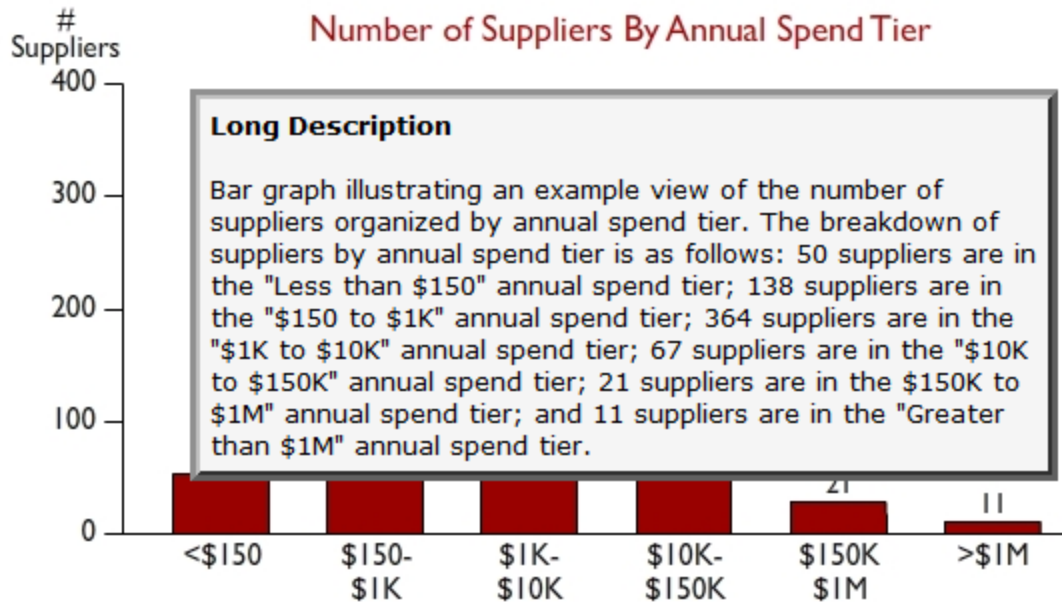 #
Suppliers
Number of Suppliers By Annual Spend Tier
400
300
200
100
0
Long Description
Bar graph illustrating an example view of the number of
suppliers organized by annual spend tier. The breakdown of
suppliers by annual spend tier is as follows: 50 suppliers are in
the "Less than $150" annual spend tier; 138 suppliers are in
the "$150 to $1K" annual spend tier; 364 suppliers are in the
"$1K to $10K" annual spend tier; 67 suppliers are in the "$10K
to $150K" annual spend tier; 21 suppliers are in the $150K to
$1M" annual spend tier; and 11 suppliers are in the "Greater
than $1M" annual spend tier.
21
11
<$150
$150-
$1K
$1K-
$10K
$10K-
$150K
$150K
$1M
>$1M